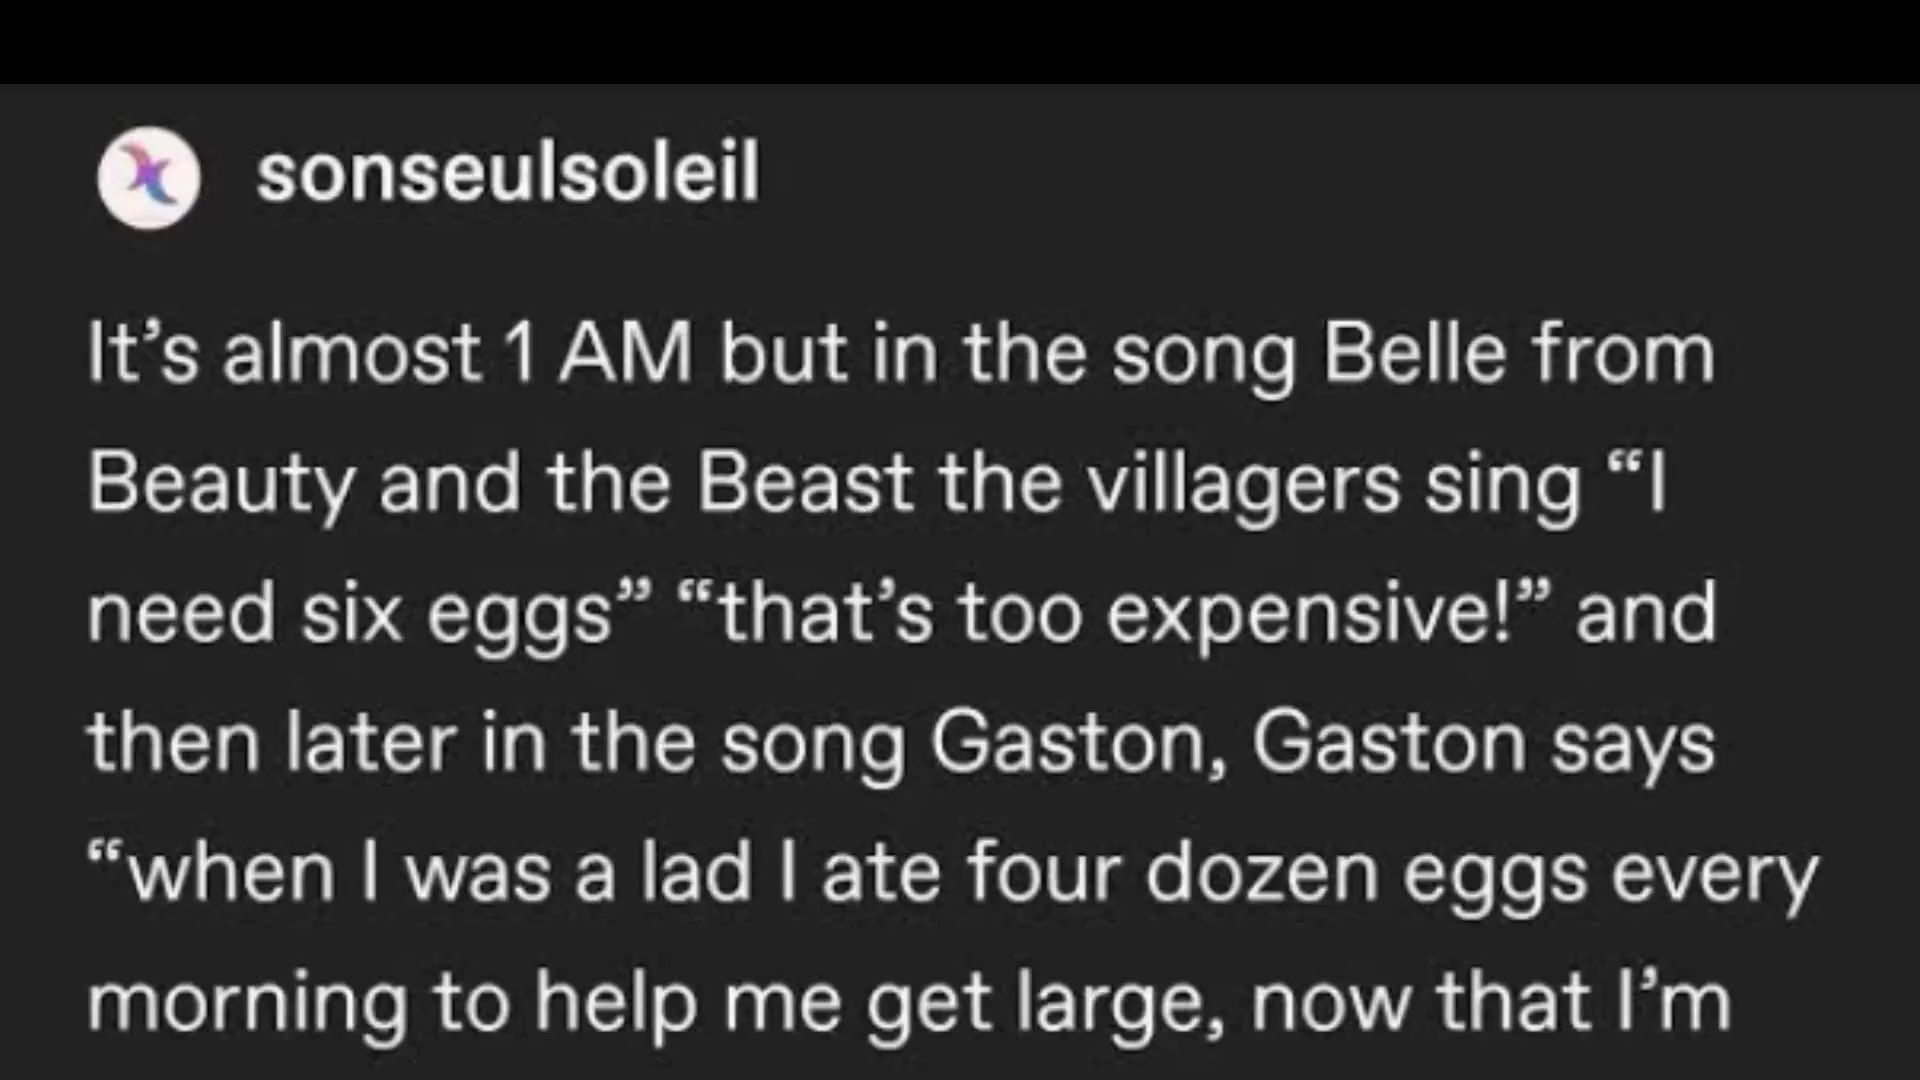 sonseulsoleil
It’s almost 1 AM but in the song Belle from
Beauty and the Beast the villagers sing “I
need six eggs” “that’s too expensive!” and
then later in the song Gaston, Gaston says
“when I was a lad I ate four dozen eggs every
morning to help me get large, now that I’m